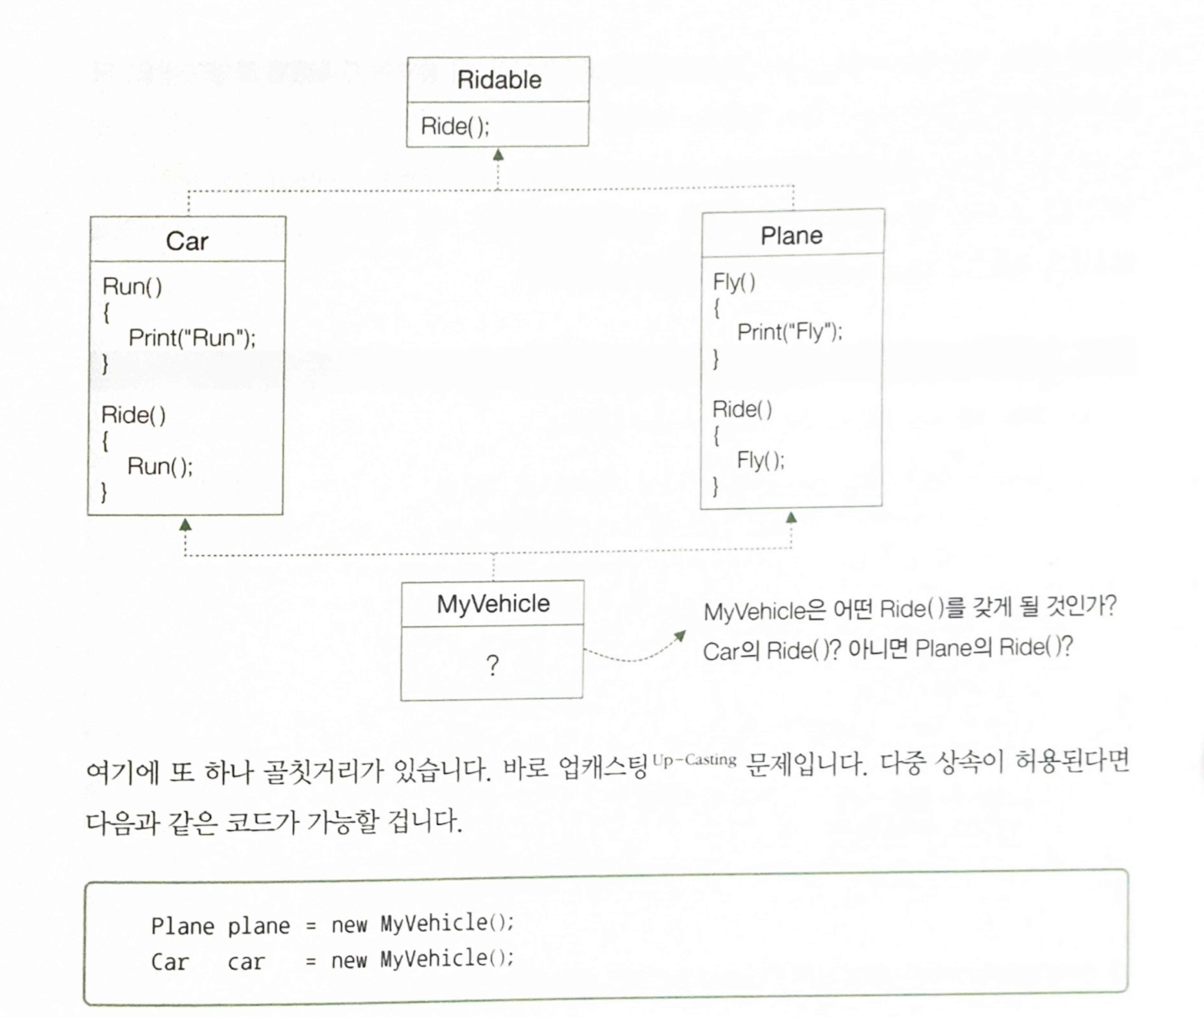 Ridable
Ride();
Car
Run()
{
Print("Run");
}
Ride()
{
Run();
}
Plane
Fly()
{
Print("Fly");
}
Ride()
{
Fly();
}
MyVehicle
?
MyVehicle은 어떤 Ride()를 갖게 될 것인가?
Car의 Ride()? 아니면 Plane의 Ride()?
여기에 또 하나 골칫거리가 있습니다. 바로 업캐스팅Up-Casting 문제입니다. 다중 상속이 허용된다면
다음과 같은 코드가 가능할 겁니다.
Plane plane = new MyVehicle();
Car car = new MyVehicle();